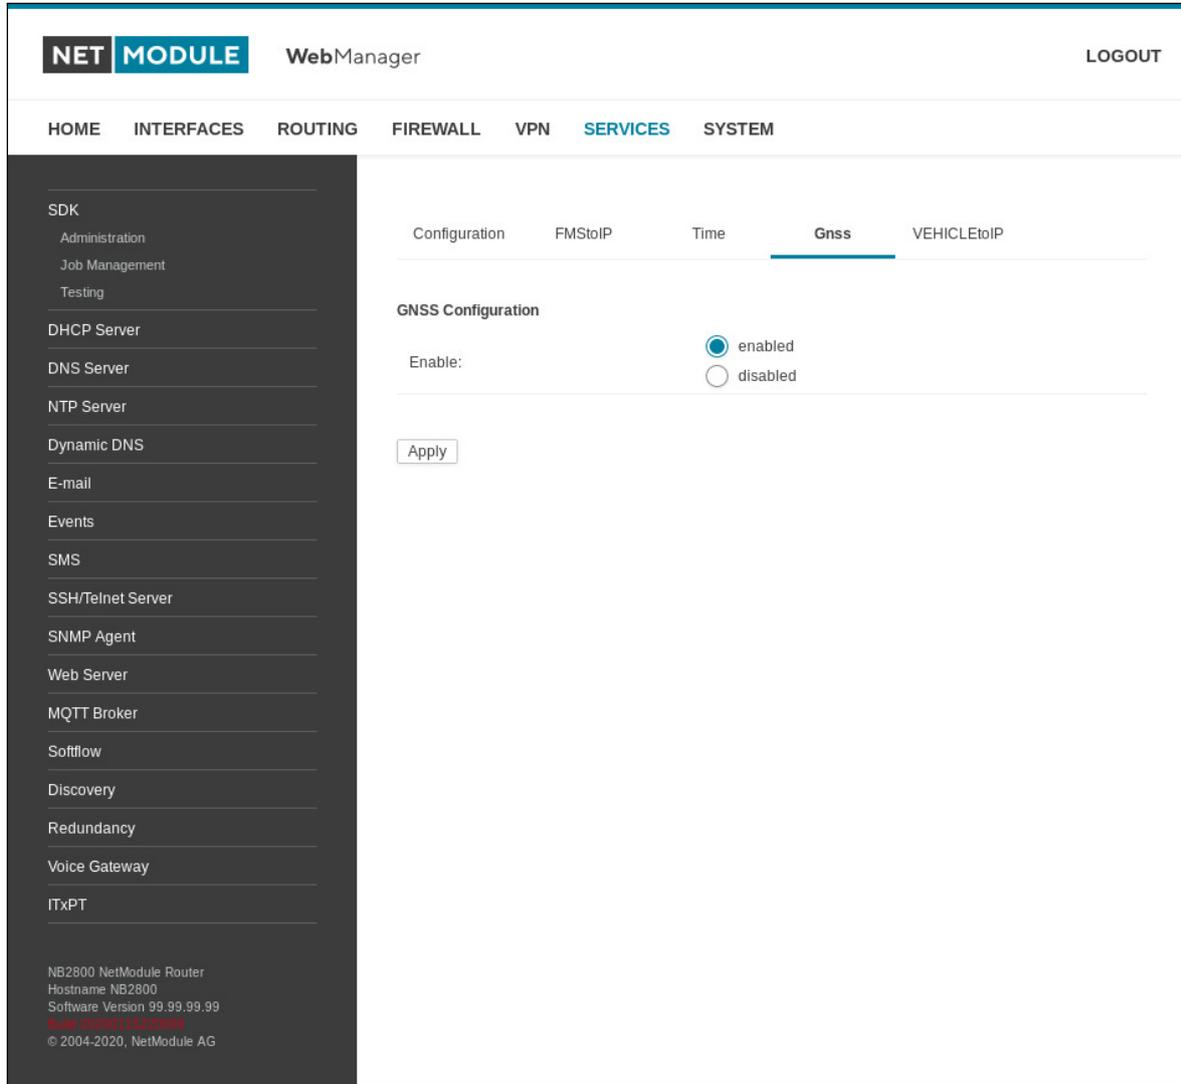 NET MODULE WebManager LOGOUT
HOME INTERFACES ROUTING FIREWALL VPN SERVICES SYSTEM
SDK
Administration
Job Management
Testing
DHCP Server
DNS Server
NTP Server
Dynamic DNS
E-mail
Events
SMS
SSH/Telnet Server
SNMP Agent
Web Server
MQTT Broker
Softflow
Discovery
Redundancy
Voice Gateway
ITxPT
NB2800 NetModule Router
Hostname NB2800
Software Version 99.99.99.99
Build
© 2004-2020, NetModule AG
Configuration FMStoIP Time Gnss VEHICLEtoIP
GNSS Configuration
Enable:
enabled
disabled
Apply